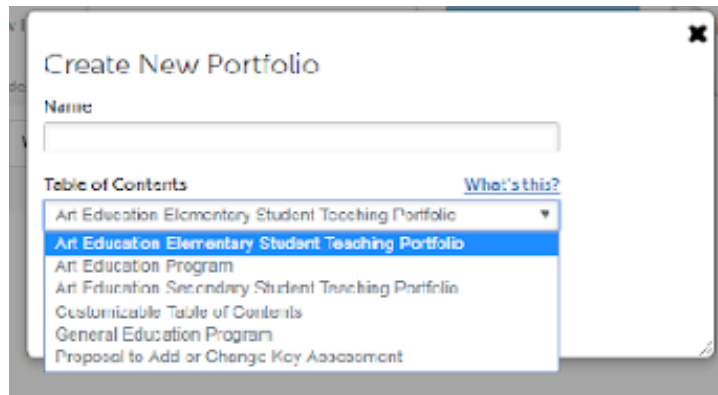 Create New Portfolio
Name
Table of Contents What's this?
Art Education Elementary Student Teaching Portfolio
Art Education Elementary Student Teaching Portfolio
Art Education Program
Art Education Secondary Student Teaching Portfolio
Customizable Table of Contents
General Education Program
Proposal to Add or Change Key Assessment